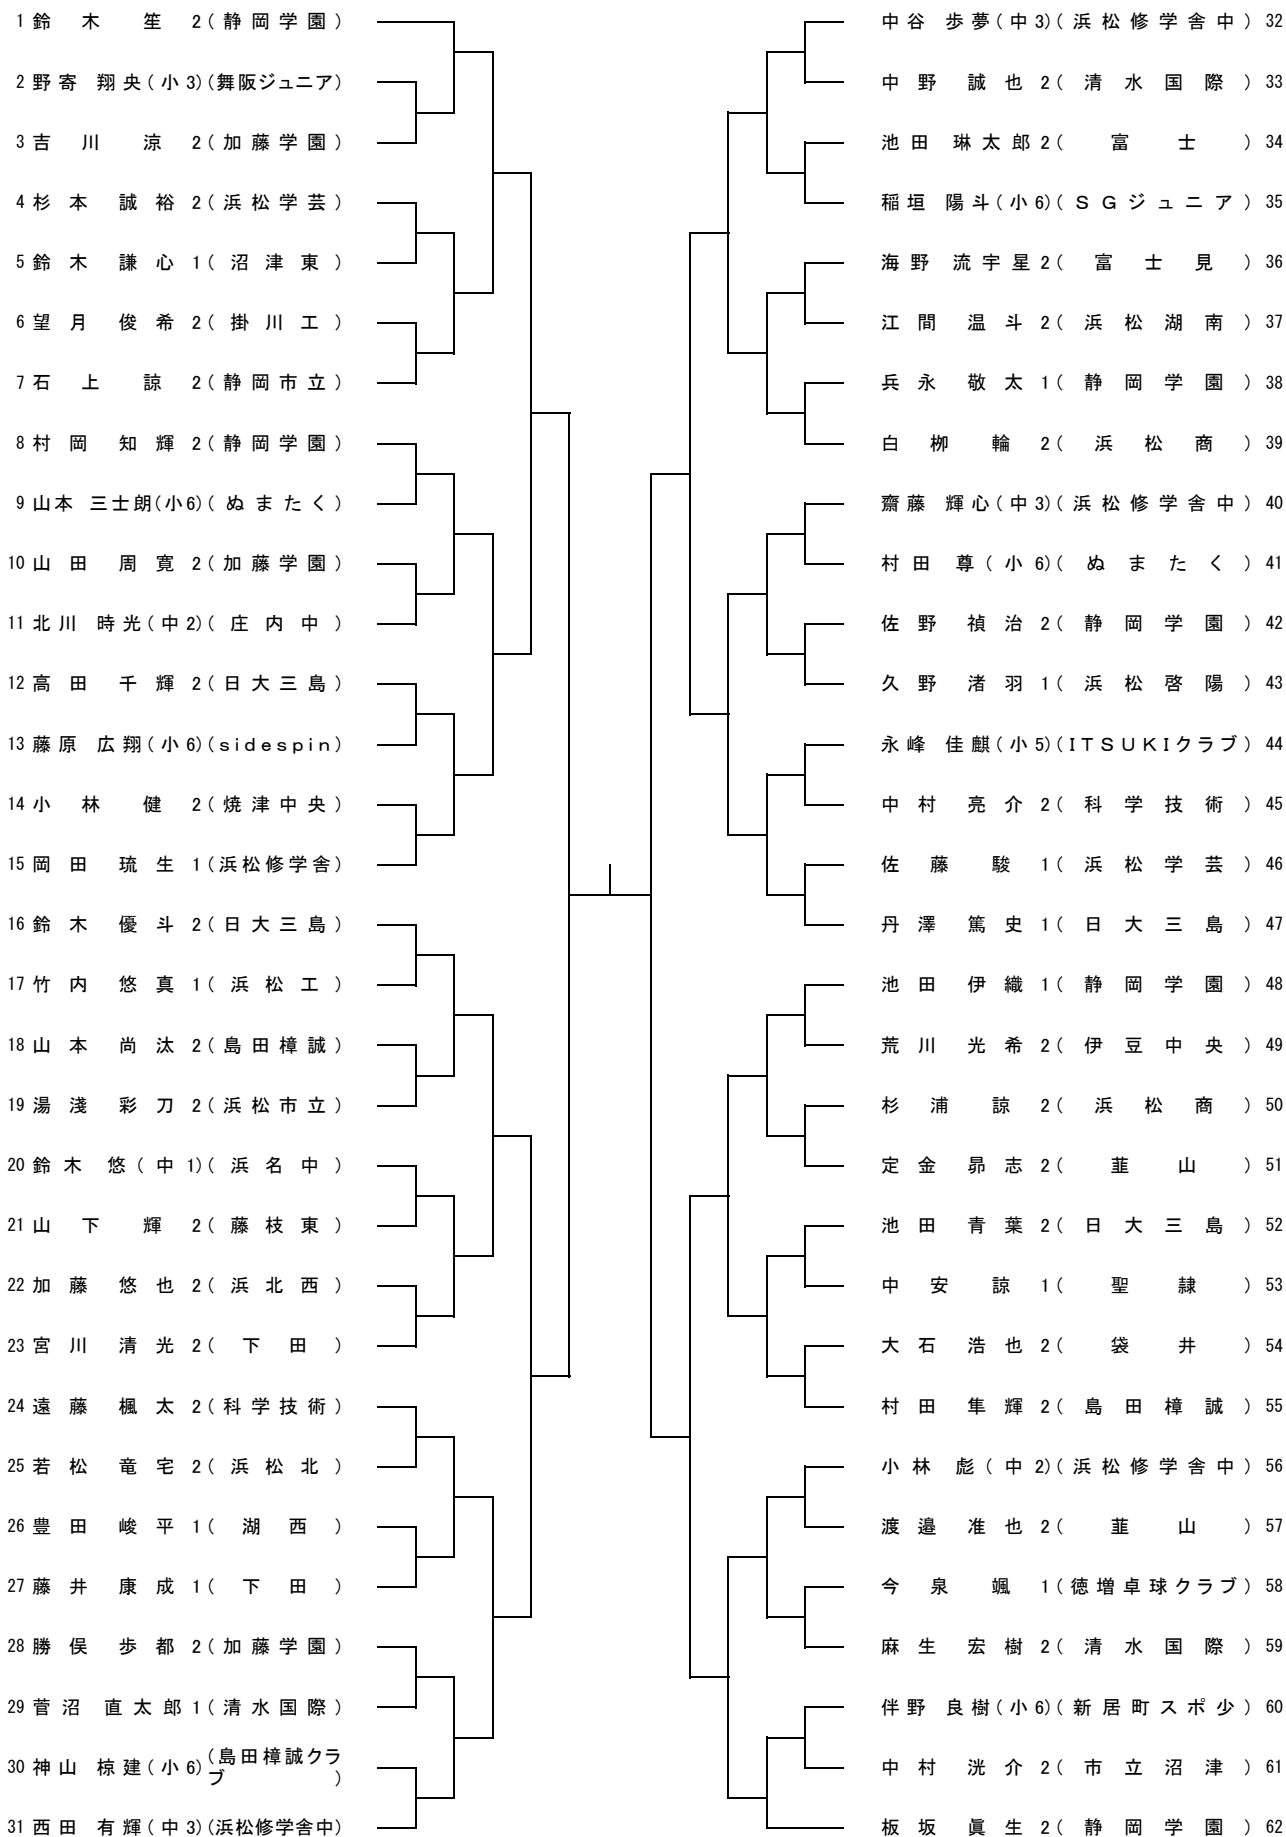 1 鈴木 笙 2 (静岡学園)
2 野寄 翔央(小3) (舞阪ジュニア)
3 吉川 涼 2 (加藤学園)
4 杉本 誠裕 2 (浜松学芸)
5 鈴木 謙心 1 (沼津東)
6 望月 俊希 2 (掛川工)
7 石上 諒 2 (静岡市立)
8 村岡 知輝 2 (静岡学園)
9 山本 三士朗(小6) (ぬまたく)
10 山田 周寛 2 (加藤学園)
11 北川 時光(中2) (庄内中)
12 高田 千輝 2 (日大三島)
13 藤原 広翔(小6) (sidespin)
14 小林 健 2 (焼津中央)
15 岡田 琉生 1 (浜松修学舎)
16 鈴木 優斗 2 (日大三島)
17 竹内 悠真 1 (浜松工)
18 山本 尚汰 2 (島田樟誠)
19 湯淺 彩刀 2 (浜松市立)
20 鈴木 悠(中1) (浜名中)
21 山下 輝 2 (藤枝東)
22 加藤 悠也 2 (浜北西)
23 宮川 清光 2 (下田)
24 遠藤 楓太 2 (科学技術)
25 若松 竜宅 2 (浜松北)
26 豊田 峻平 1 (湖西)
27 藤井 康成 1 (下田)
28 勝俣 歩都 2 (加藤学園)
29 菅沼 直太郎 1 (清水国際)
30 神山 椋建(小6) (島田樟誠クラブ)
31 西田 有輝(中3) (浜松修学舎中)
中谷 歩夢(中3) (浜松修学舎中) 32
中野 誠也 2 (清水国際) 33
池田 琳太郎 2 (富士) 34
稲垣 陽斗(小6) (SGジュニア) 35
海野 流宇星 2 (富士見) 36
江間 温斗 2 (浜松湖南) 37
兵永 敬太 1 (静岡学園) 38
白栁 輪 2 (浜松商) 39
齋藤 輝心(中3) (浜松修学舎中) 40
村田 尊(小6) (ぬまたく) 41
佐野 禎治 2 (静岡学園) 42
久野 渚羽 1 (浜松啓陽) 43
永峰 佳麒(小5) (ITSUKIクラブ) 44
中村 亮介 2 (科学技術) 45
佐藤 駿 1 (浜松学芸) 46
丹澤 篤史 1 (日大三島) 47
池田 伊織 1 (静岡学園) 48
荒川 光希 2 (伊豆中央) 49
杉浦 諒 2 (浜松商) 50
定金 昴志 2 (韮山) 51
池田 青葉 2 (日大三島) 52
中安 諒 1 (聖隷) 53
大石 浩也 2 (袋井) 54
村田 隼輝 2 (島田樟誠) 55
小林 彪(中2) (浜松修学舎中) 56
渡邉 准也 2 (韮山) 57
今泉 颯 1 (徳増卓球クラブ) 58
麻生 宏樹 2 (清水国際) 59
伴野 良樹(小6) (新居町スポ少) 60
中村 洸介 2 (市立沼津) 61
板坂 眞生 2 (静岡学園) 62